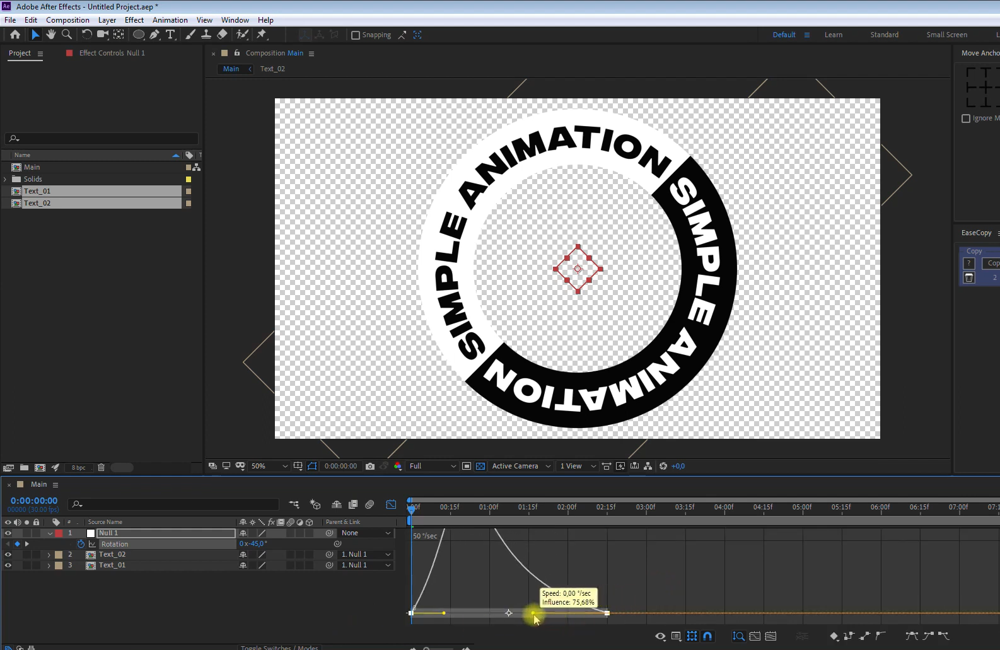 Ae Adobe After Effects - Untitled Project.aep *
File Edit Composition Layer Effect Animation View Window Help
Snapping
Default Learn Standard Small Screen
Project Effect Controls Null 1
Composition Main
Main Text_02
Move Ancho
Ignore M
Name T
Main
Solids
Text_01
Text_02
SIMPLE ANIMATION
SIMPLE ANIMATION
EaseCopy
Copy
? Cop
2
8 bpc
50% 0:00:00:00 Full Active Camera 1 View +0,0
Main
0:00:00:00
00000 (30.00 fps)
:00f 00:15f 01:00f 01:15f 02:00f 02:15f 03:00f 03:15f 04:00f 04:15f 05:00f 05:15f 06:00f 06:15f 07:00f 07:1
# Source Name fx Parent & Link
1 Null 1 None
Rotation 0x-45,0°
2 Text_02 1. Null 1
3 Text_01 1. Null 1
50 °/sec
0
Speed: 0,00 °/sec
Influence: 75,68%
Toggle Switches / Modes